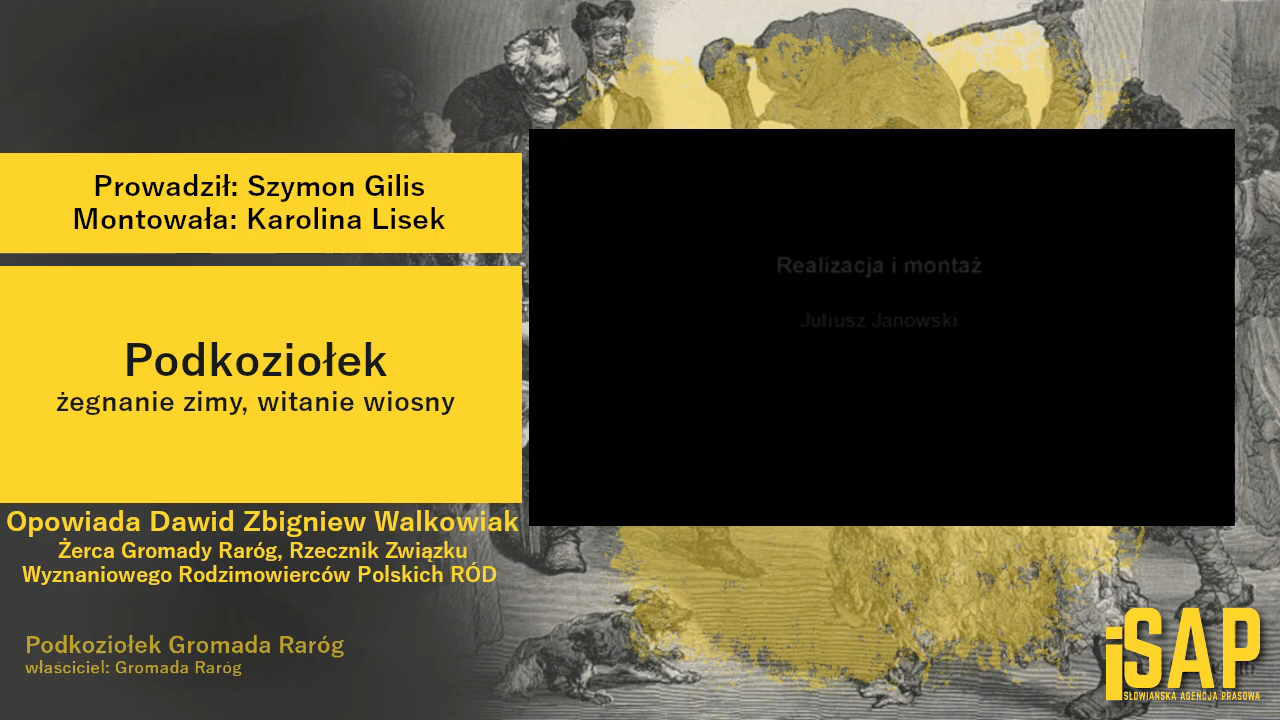 Prowadził: Szymon Gilis
Montowała: Karolina Lisek
Podkoziołek
żegnanie zimy, witanie wiosny
Opowiada Dawid Zbigniew Walkowiak
Żerca Gromady Raróg, Rzecznik Związku
Wyznaniowego Rodzimowierców Polskich RÓD
Podkoziołek Gromada Raróg
właściciel: Gromada Raróg
Realizacja i montaż
Juliusz Janowski
iSAP
SŁOWIAŃSKA AGENCJA PRASOWA